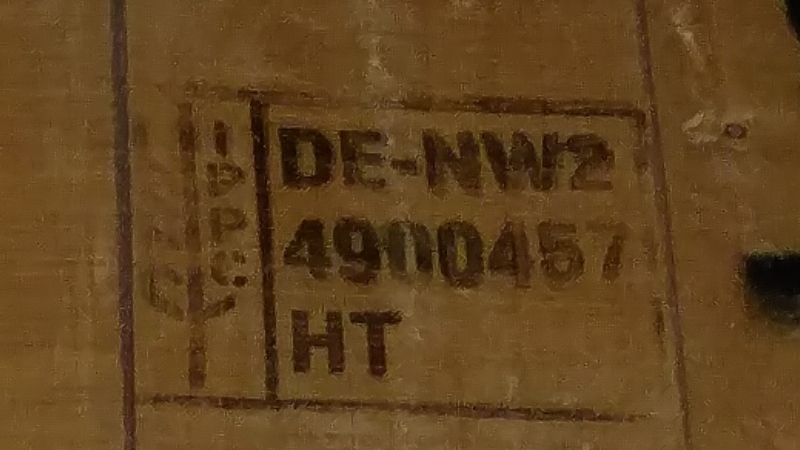 IPPC
DE-NW2
4900457
HT